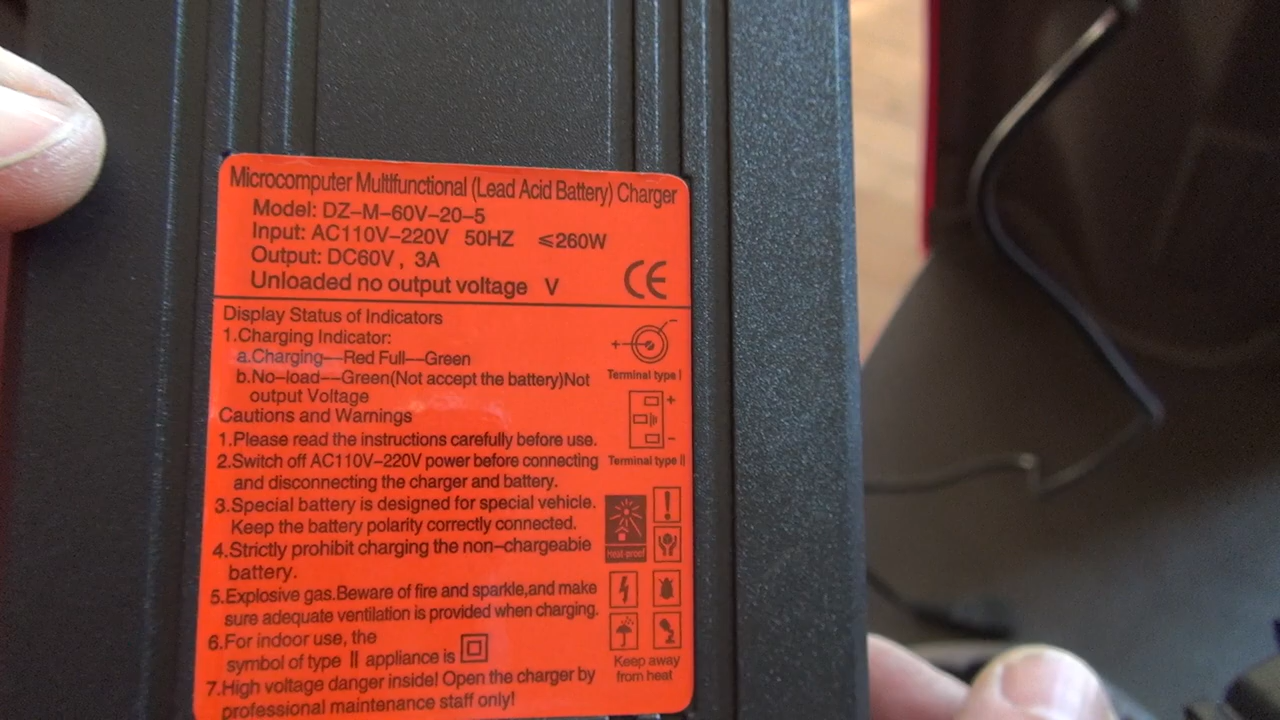 Microcomputer Multifunctional (Lead Acid Battery) Charger
Model: DZ-M-60V-20-5
Input: AC110V-220V 50HZ ⩽260W
Output: DC60V, 3A
Unloaded no output voltage V
CE
Display Status of Indicators
1.Charging Indicator:
a.Charging—Red Full—Green
b.No-load—Green(Not accept the battery)Not
output Voltage
+ −
Terminal type I
+
−
Terminal type II
Cautions and Warnings
1.Please read the instructions carefully before use.
2.Switch off AC110V-220V power before connecting
and disconnecting the charger and battery.
3.Special battery is designed for special vehicle.
Keep the battery polarity correctly connected.
4.Strictly prohibit charging the non-chargeable
battery.
5.Explosive gas.Beware of fire and sparkle,and make
sure adequate ventilation is provided when charging.
6.For indoor use, the
symbol of type II appliance is
7.High voltage danger inside! Open the charger by
professional maintenance staff only!
Heat-proof
Keep away
from heat